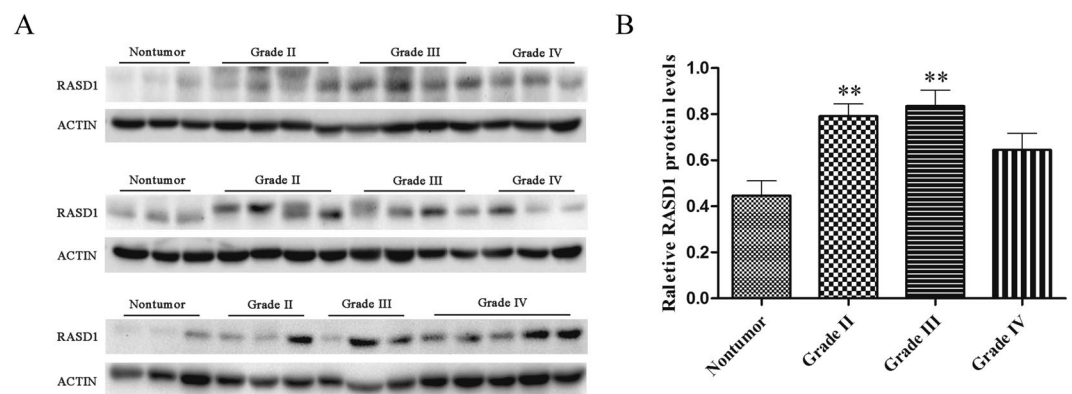 A
Nontumor Grade II Grade III Grade IV
RASD1
ACTIN
Nontumor Grade II Grade III Grade IV
RASD1
ACTIN
Nontumor Grade II Grade III Grade IV
RASD1
ACTIN
B
Raletive RASD1 protein levels
1.0
0.8
0.6
0.4
0.2
0.0
**
**
Nontumor
Grade II
Grade III
Grade IV